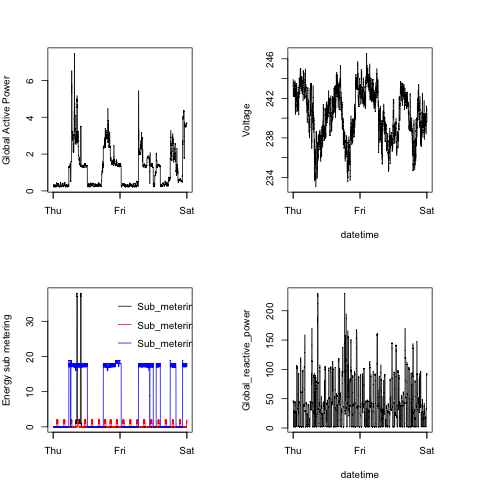 Global Active Power
0 2 4 6
Thu Fri Sat
Voltage
234 238 242 246
Thu Fri Sat
datetime
Energy sub metering
0 10 20 30
Sub_meterin
Sub_meterin
Sub_meterin
Thu Fri Sat
Global_reactive_power
0 50 100 150 200
Thu Fri Sat
datetime